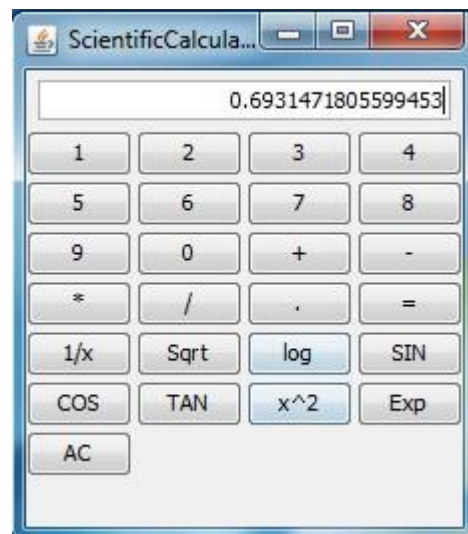 ScientificCalcula...
0.6931471805599453
1 2 3 4
5 6 7 8
9 0 + -
* / . =
1/x Sqrt log SIN
COS TAN x^2 Exp
AC